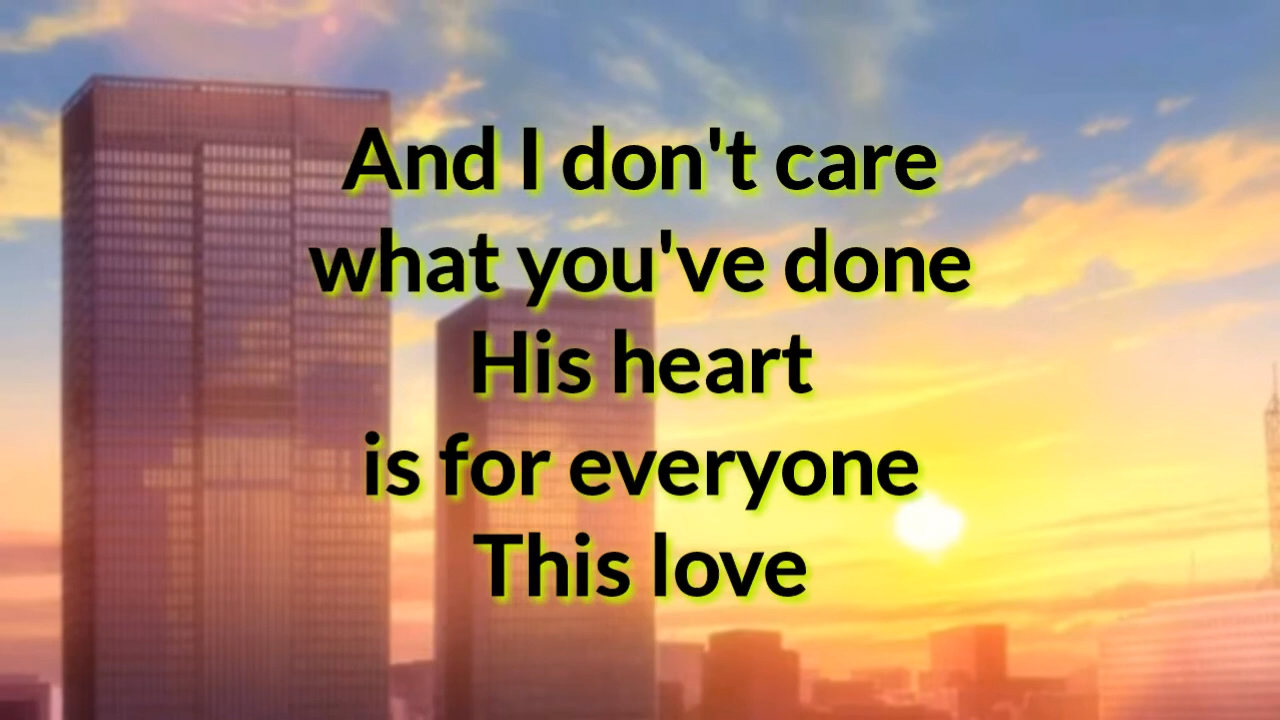 And I don't care
what you've done
His heart
is for everyone
This love